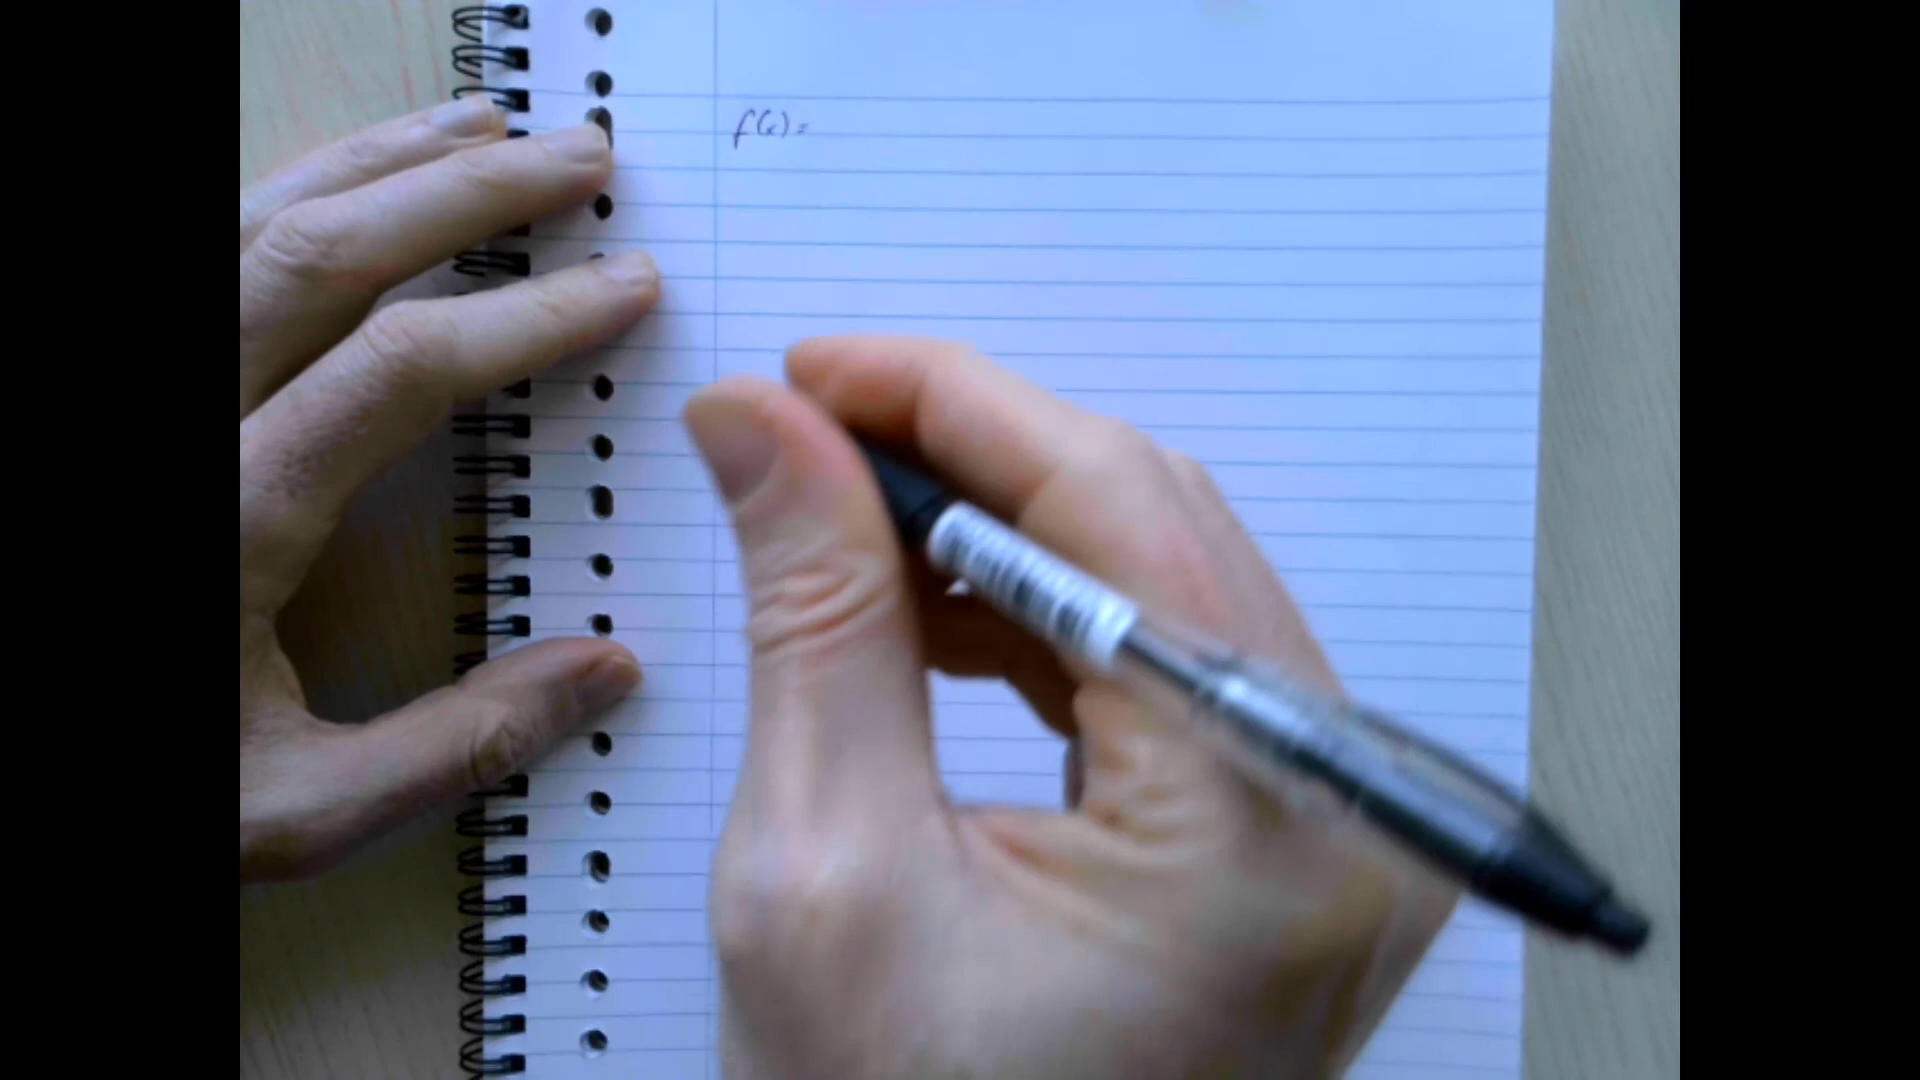 f(x) =